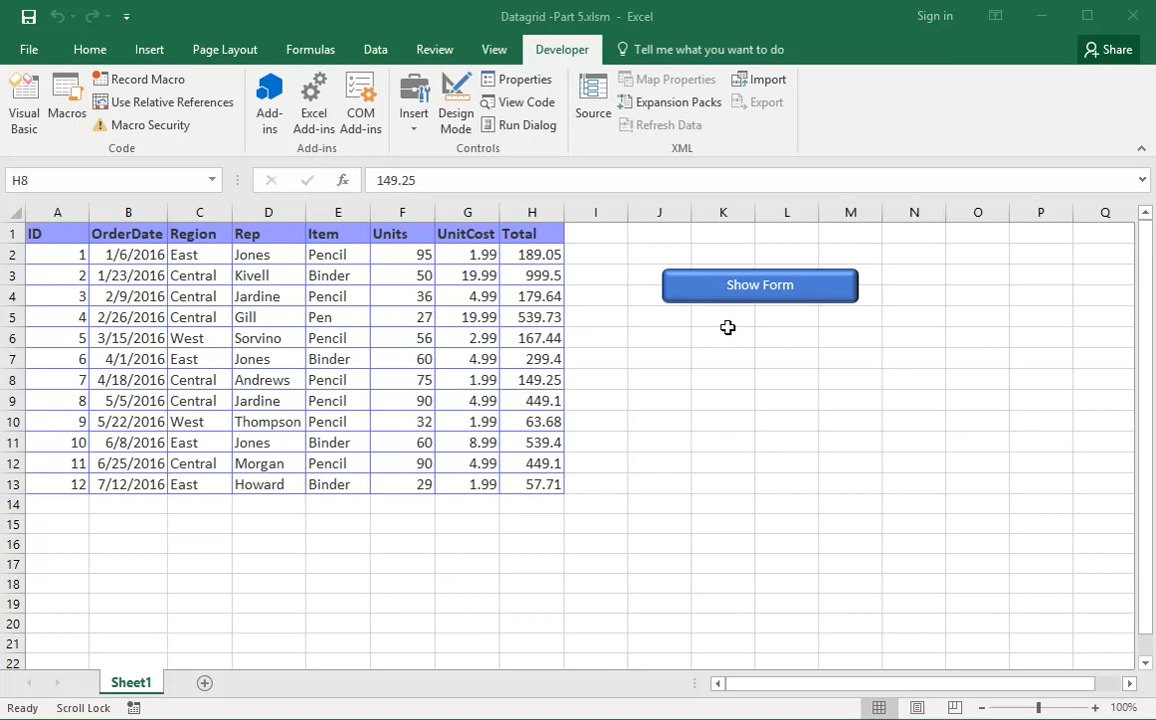 Datagrid -Part 5.xlsm - Excel
Sign in
File Home Insert Page Layout Formulas Data Review View Developer Tell me what you want to do Share
Visual Basic
Macros
Record Macro
Use Relative References
Macro Security
Code
Add-ins
Excel Add-ins
COM Add-ins
Add-ins
Insert
Design Mode
Properties
View Code
Run Dialog
Controls
Source
Map Properties
Expansion Packs
Refresh Data
Import
Export
XML
H8 fx 149.25
A B C D E F G H I J K L M N O P Q
1 ID OrderDate Region Rep Item Units UnitCost Total
2 1 1/6/2016 East Jones Pencil 95 1.99 189.05
3 2 1/23/2016 Central Kivell Binder 50 19.99 999.5
4 3 2/9/2016 Central Jardine Pencil 36 4.99 179.64
5 4 2/26/2016 Central Gill Pen 27 19.99 539.73
6 5 3/15/2016 West Sorvino Pencil 56 2.99 167.44
7 6 4/1/2016 East Jones Binder 60 4.99 299.4
8 7 4/18/2016 Central Andrews Pencil 75 1.99 149.25
9 8 5/5/2016 Central Jardine Pencil 90 4.99 449.1
10 9 5/22/2016 West Thompson Pencil 32 1.99 63.68
11 10 6/8/2016 East Jones Binder 60 8.99 539.4
12 11 6/25/2016 Central Morgan Pencil 90 4.99 449.1
13 12 7/12/2016 East Howard Binder 29 1.99 57.71
14
15
16
17
18
19
20
21
22
Show Form
Sheet1
Ready Scroll Lock 100%